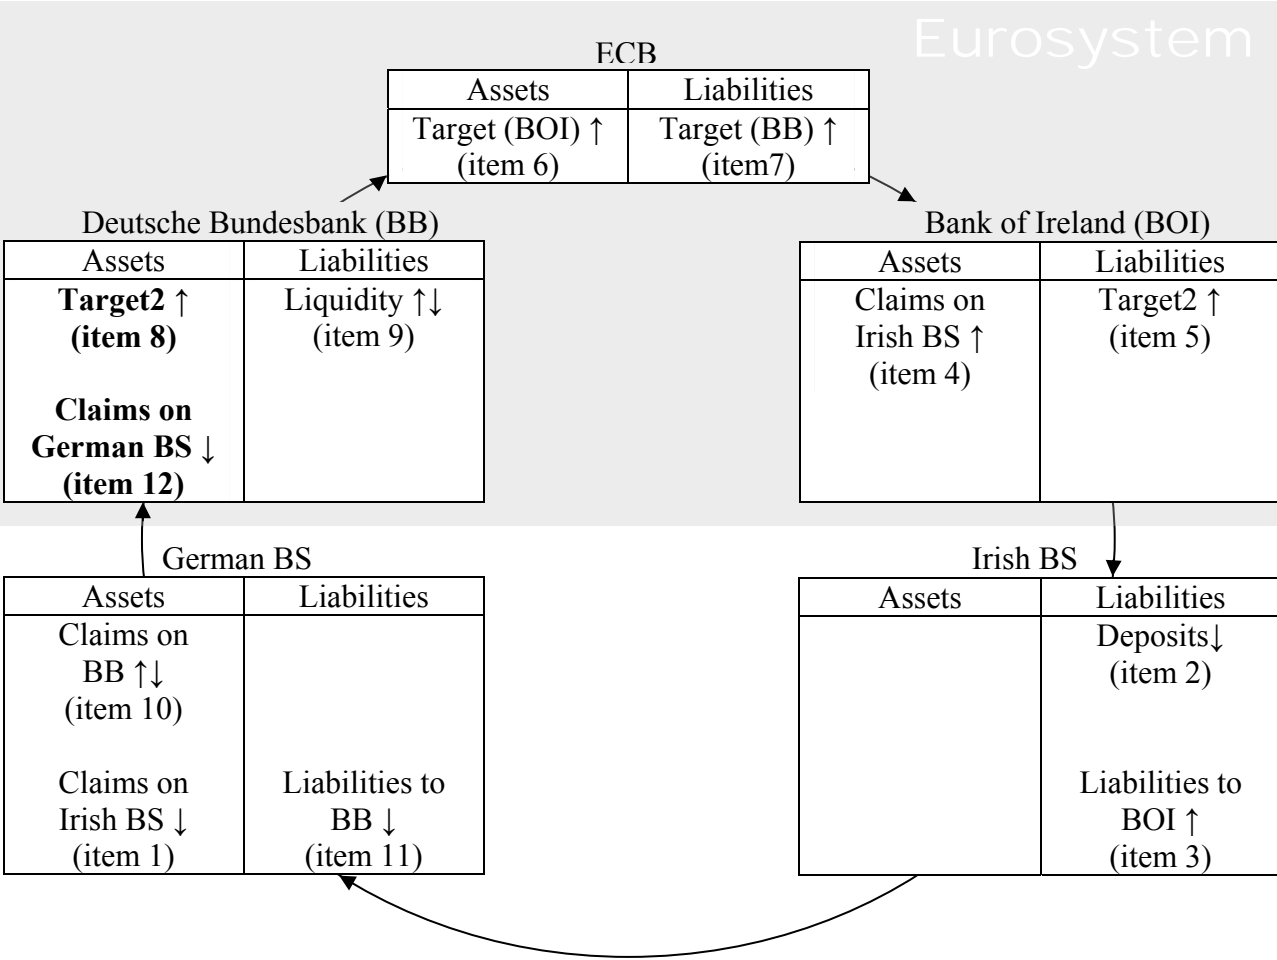 Eurosystem
ECB
Assets Liabilities
Target (BOI) ↑ Target (BB) ↑
(item 6) (item7)
Deutsche Bundesbank (BB)
Assets Liabilities
Target2 ↑ Liquidity ↑↓
(item 8) (item 9)
Claims on
German BS ↓
(item 12)
Bank of Ireland (BOI)
Assets Liabilities
Claims on Target2 ↑
Irish BS ↑ (item 5)
(item 4)
German BS
Assets Liabilities
Claims on
BB ↑↓
(item 10)
Claims on Liabilities to
Irish BS ↓ BB ↓
(item 1) (item 11)
Irish BS
Assets Liabilities
Deposits↓
(item 2)
Liabilities to
BOI ↑
(item 3)